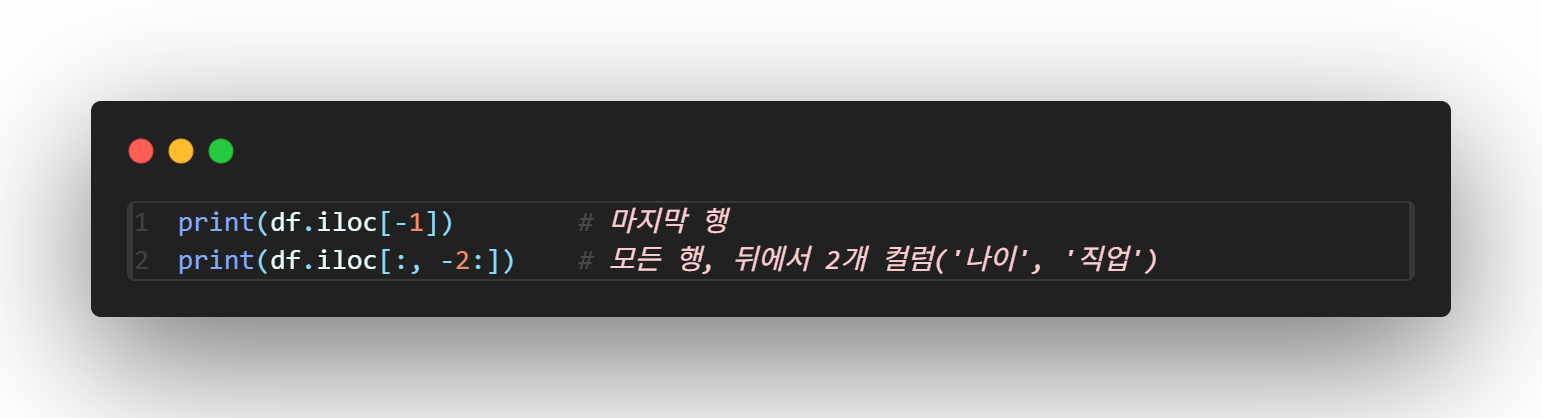 1 print(df.iloc[-1])        # 마지막 행
2 print(df.iloc[:, -2:])    # 모든 행, 뒤에서 2개 컬럼('나이', '직업')